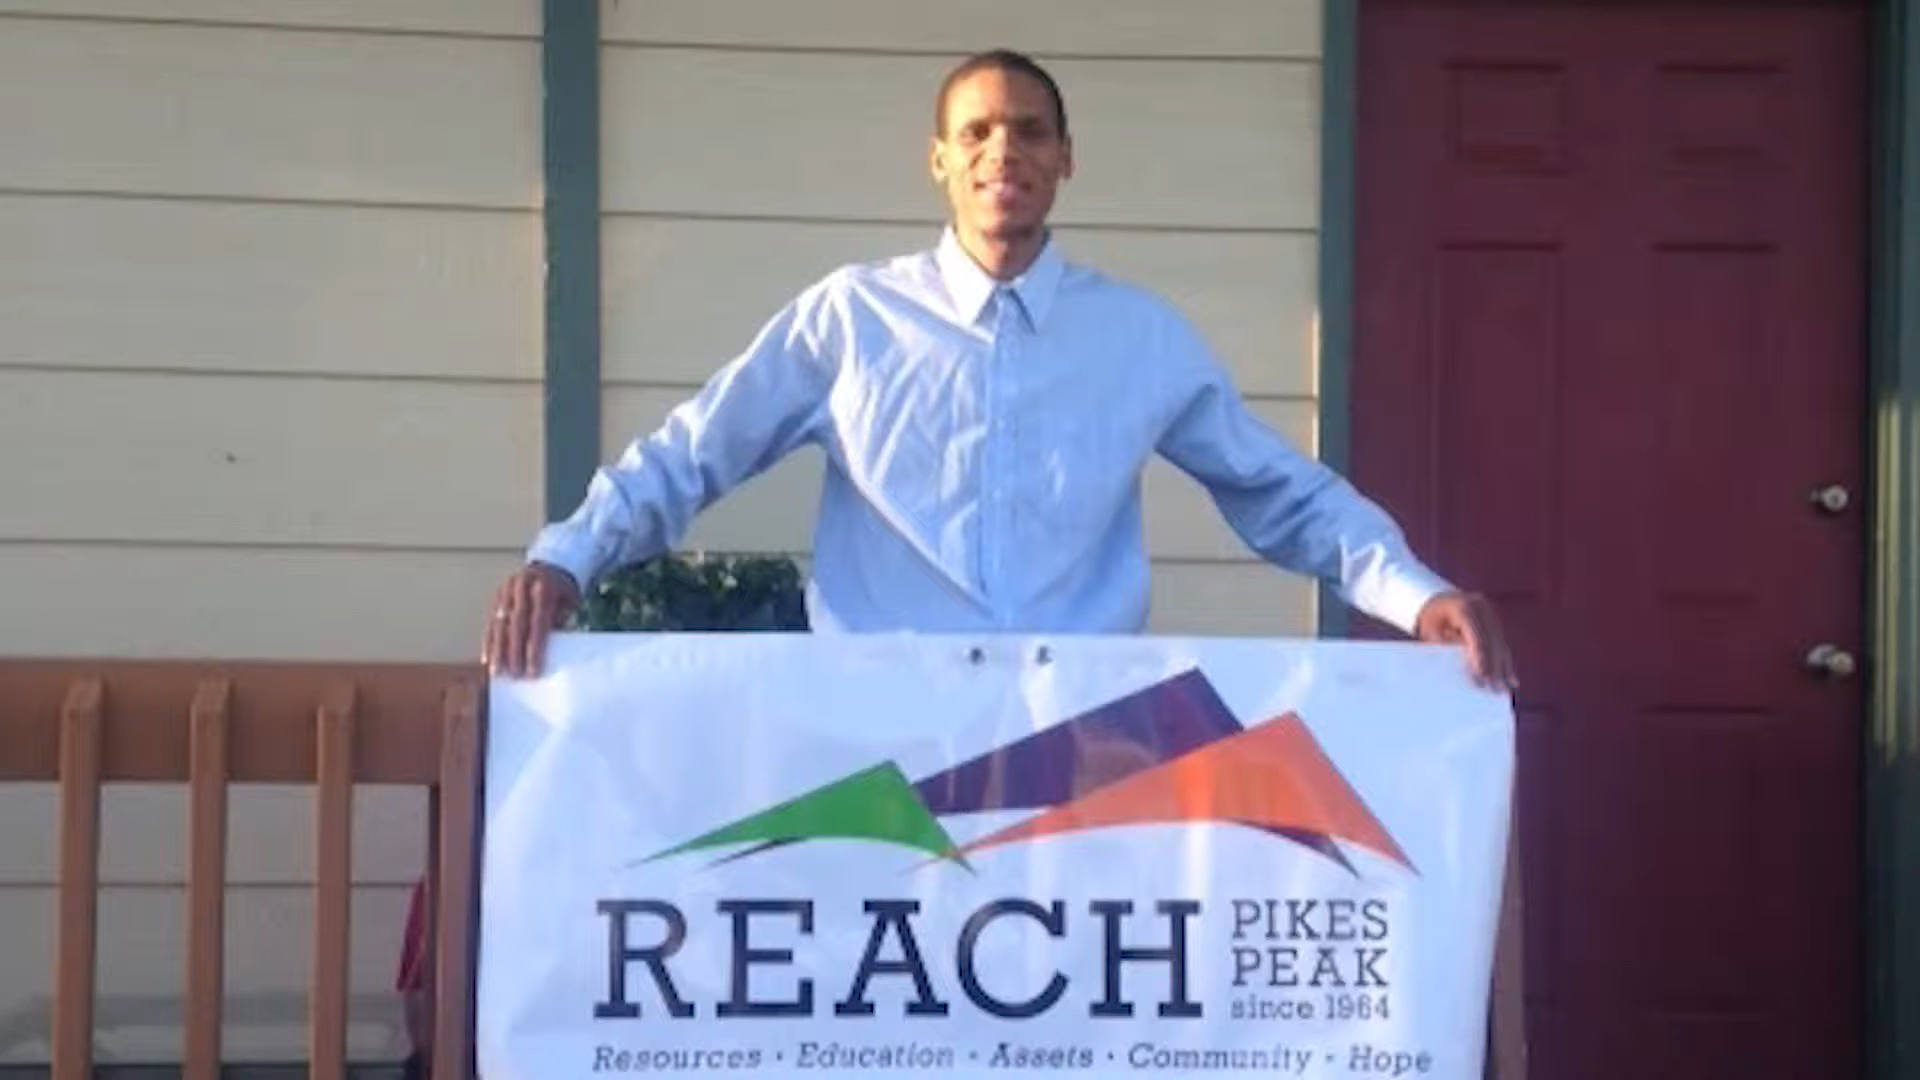 REACH
PIKES
PEAK
since 1964
Resources • Education • Assets • Community • Hope